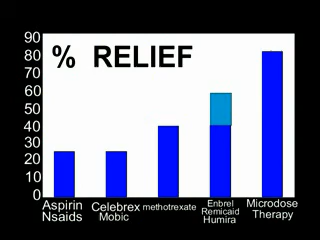 90
80
70
60
50
40
30
20
10
0
% RELIEF
Aspirin
Nsaids
Celebrex
Mobic
methotrexate
Enbrel
Remicaid
Humira
Microdose
Therapy